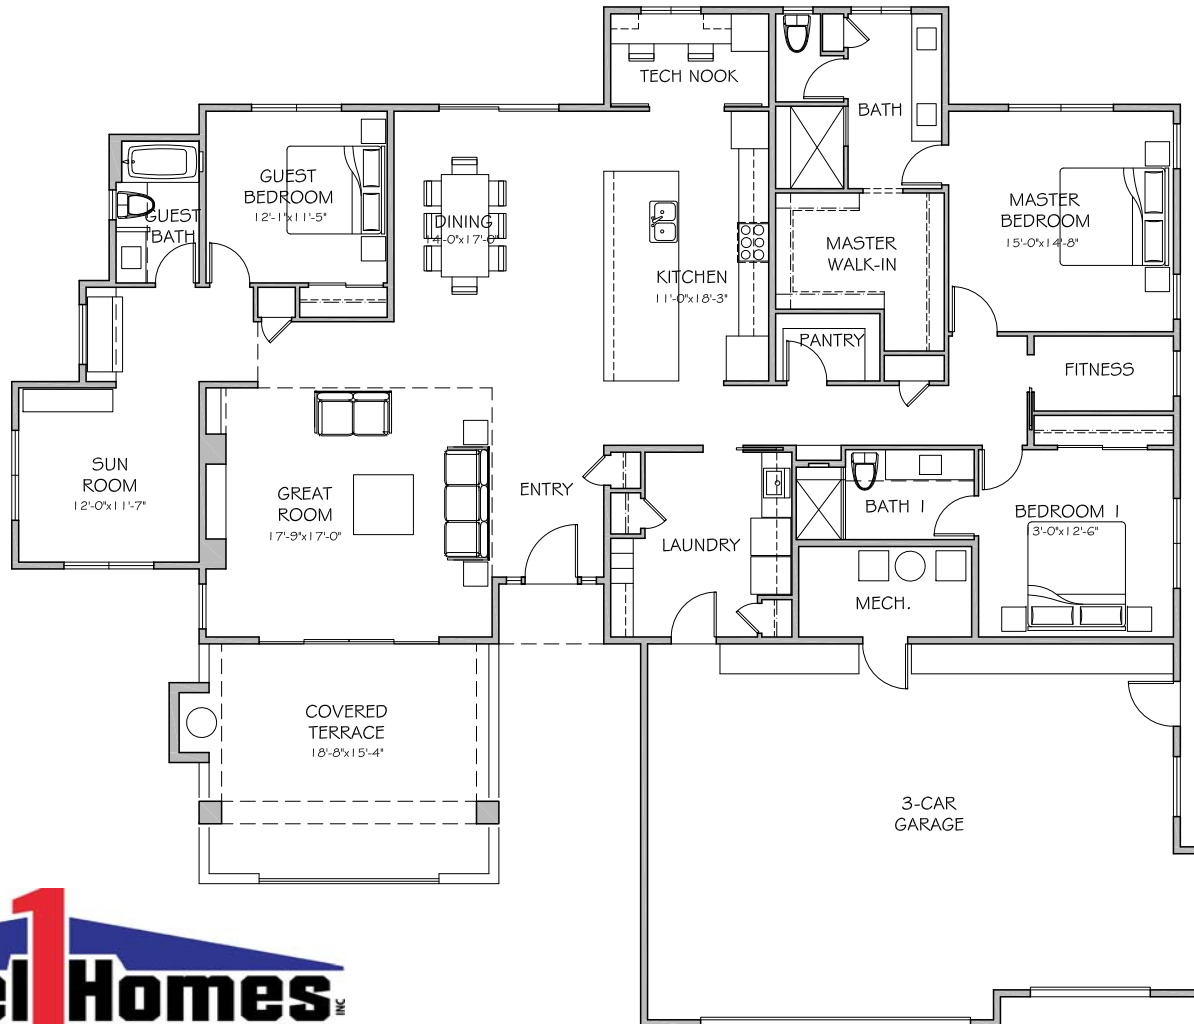 TECH NOOK
BATH
GUEST
BEDROOM
12'-1"x11'-5"
GUEST
BATH
DINING
14'-0"x17'-0"
KITCHEN
11'-0"x18'-3"
MASTER
WALK-IN
MASTER
BEDROOM
15'-0"x14'-8"
PANTRY
FITNESS
SUN
ROOM
12'-0"x11'-7"
GREAT
ROOM
17'-9"x17'-0"
ENTRY
LAUNDRY
BATH 1
BEDROOM 1
3'-0"x12'-6"
MECH.
COVERED
TERRACE
18'-8"x15'-4"
3-CAR
GARAGE
el 1 Homes INC